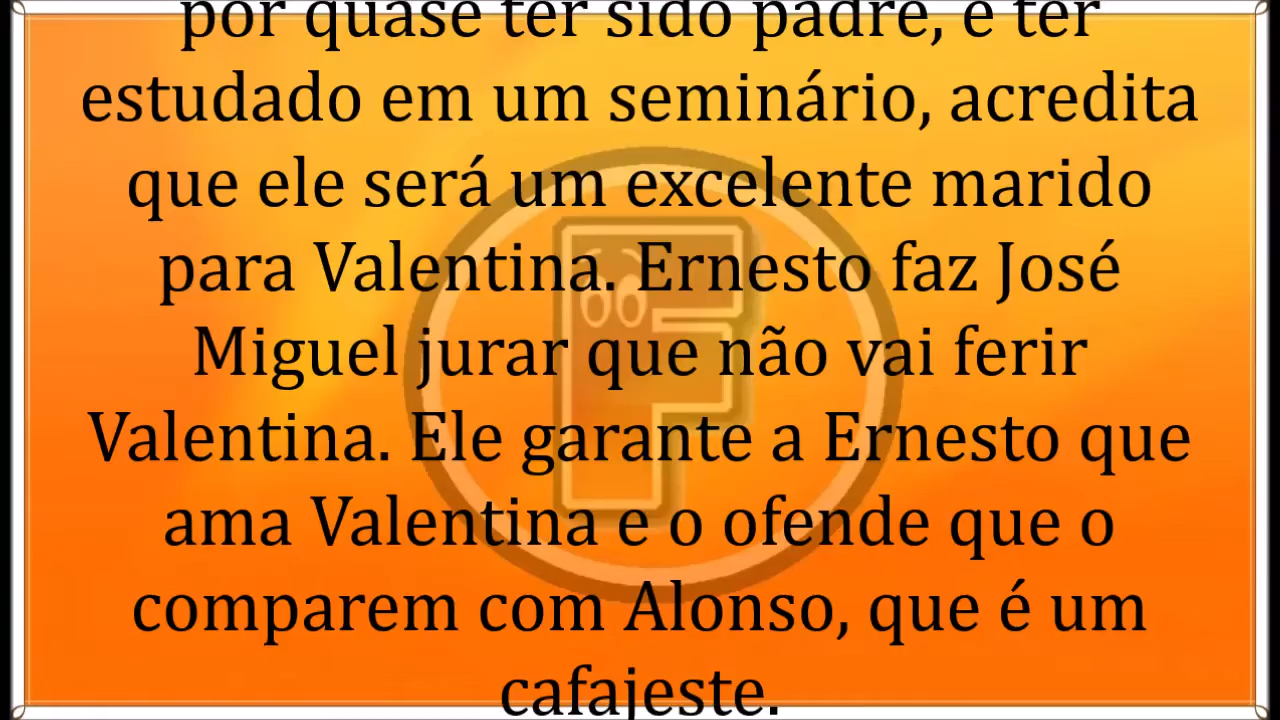 por quase ter sido padre, e ter
estudado em um seminário, acredita
que ele será um excelente marido
para Valentina. Ernesto faz José
Miguel jurar que não vai ferir
Valentina. Ele garante a Ernesto que
ama Valentina e o ofende que o
comparem com Alonso, que é um
cafajeste.